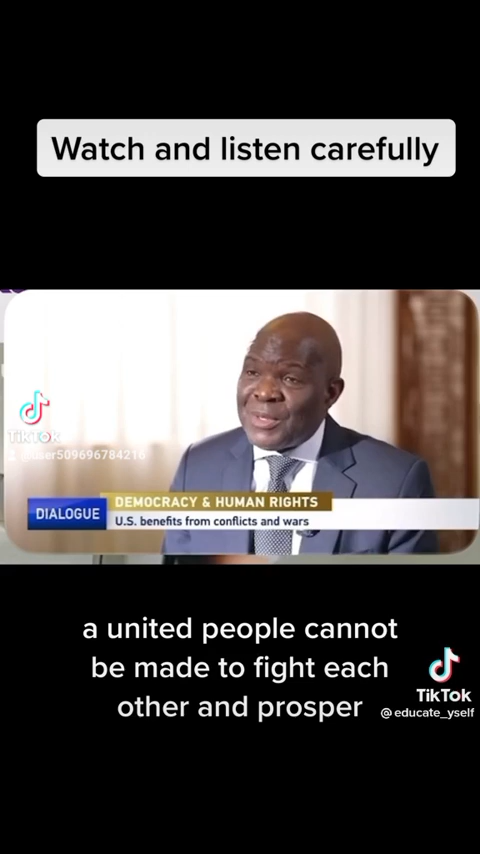 Watch and listen carefully
TikTok
@user509696784216
DIALOGUE
DEMOCRACY & HUMAN RIGHTS
U.S. benefits from conflicts and wars
a united people cannot
be made to fight each
other and prosper
TikTok
@educate_yself